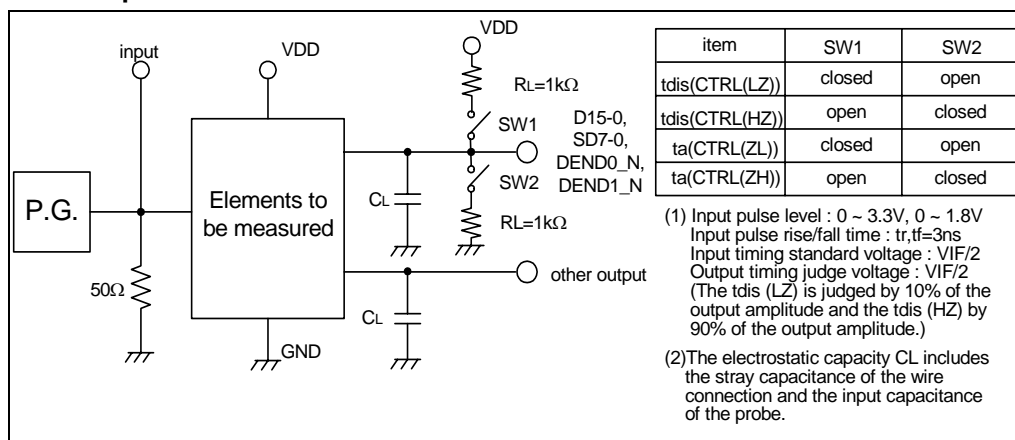 input
VDD
VDD
RL=1kΩ
SW1
D15-0,
SD7-0,
DEND0_N,
DEND1_N
SW2
CL
RL=1kΩ
P.G.
Elements to
be measured
50Ω
other output
CL
GND
item SW1 SW2
tdis(CTRL(LZ)) closed open
tdis(CTRL(HZ)) open closed
ta(CTRL(ZL)) closed open
ta(CTRL(ZH)) open closed
(1) Input pulse level : 0 ~ 3.3V, 0 ~ 1.8V
Input pulse rise/fall time : tr,tf=3ns
Input timing standard voltage : VIF/2
Output timing judge voltage : VIF/2
(The tdis (LZ) is judged by 10% of the
output amplitude and the tdis (HZ) by
90% of the output amplitude.)
(2)The electrostatic capacity CL includes
the stray capacitance of the wire
connection and the input capacitance
of the probe.